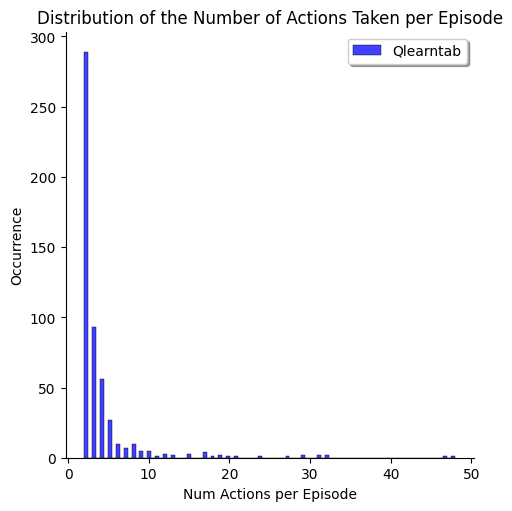 Distribution of the Number of Actions Taken per Episode
Qlearntab
300
250
200
150
100
50
0
Occurrence
0 10 20 30 40 50
Num Actions per Episode